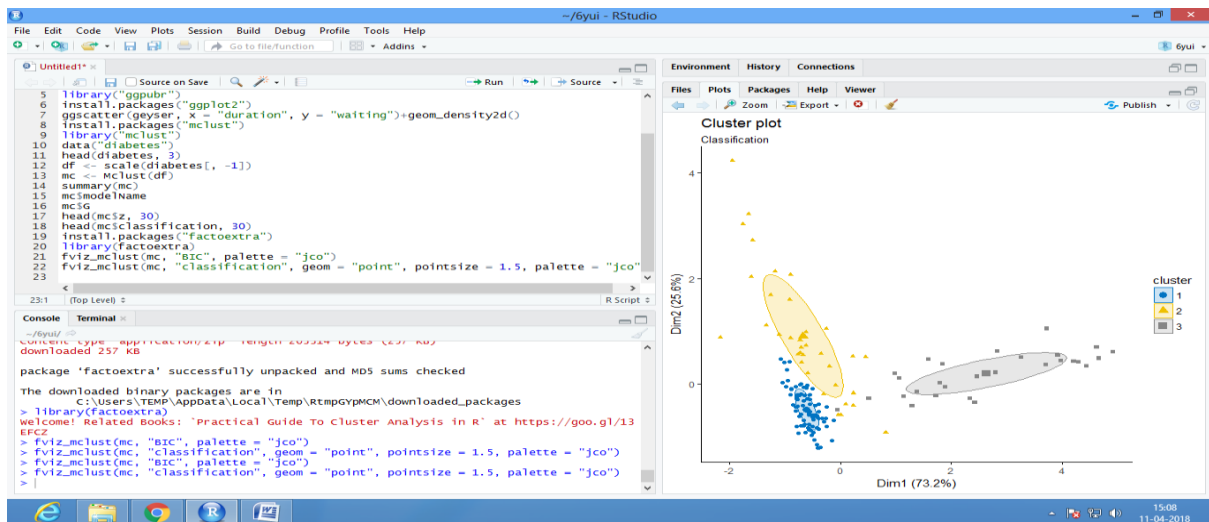 ~/6yui - RStudio
File Edit Code View Plots Session Build Debug Profile Tools Help
Go to file/function Addins 6yui
Untitled1*
Source on Save Run Source
5 library("ggpubr")
6 install.packages("ggplot2")
7 ggscatter(geyser, x = "duration", y = "waiting")+geom_density2d()
8 install.packages("mclust")
9 library("mclust")
10 data("diabetes")
11 head(diabetes, 3)
12 df <- scale(diabetes[, -1])
13 mc <- Mclust(df)
14 summary(mc)
15 mc$modelName
16 mc$G
17 head(mc$z, 30)
18 head(mc$classification, 30)
19 install.packages("factoextra")
20 library(factoextra)
21 fviz_mclust(mc, "BIC", palette = "jco")
22 fviz_mclust(mc, "classification", geom = "point", pointsize = 1.5, palette = "jco"
23
23:1 (Top Level) R Script
Console Terminal
~/6yui/
downloaded 257 KB
package 'factoextra' successfully unpacked and MD5 sums checked
The downloaded binary packages are in
C:\Users\TEMP\AppData\Local\Temp\RtmpGYpMCM\downloaded_packages
> library(factoextra)
Welcome! Related Books: `Practical Guide To Cluster Analysis in R` at https://goo.gl/13
EFCZ
> fviz_mclust(mc, "BIC", palette = "jco")
> fviz_mclust(mc, "classification", geom = "point", pointsize = 1.5, palette = "jco")
> fviz_mclust(mc, "BIC", palette = "jco")
> fviz_mclust(mc, "classification", geom = "point", pointsize = 1.5, palette = "jco")
>
Environment History Connections
Files Plots Packages Help Viewer
Zoom Export Publish
Cluster plot
Classification
4
2
0
Dim2 (25.6%)
-2 0 2 4
Dim1 (73.2%)
cluster
1
2
3
15:08
11-04-2018